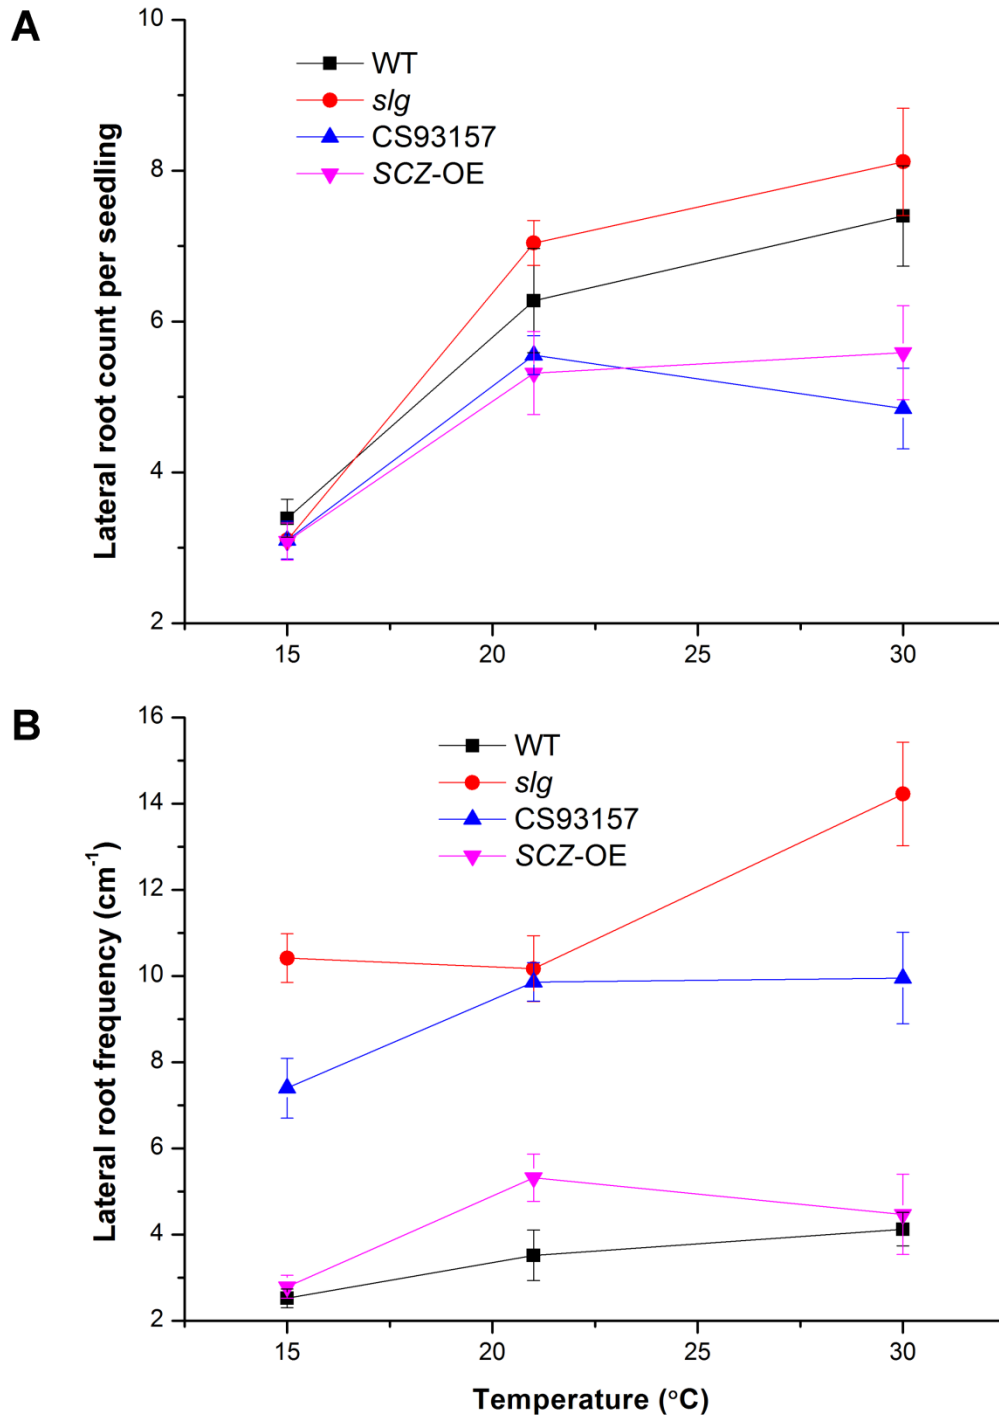 A
10
8
6
4
2
Lateral root count per seedling
WT
slg
CS93157
SCZ-OE
15
20
25
30
B
16
14
12
10
8
6
4
2
Lateral root frequency (cm⁻¹)
WT
slg
CS93157
SCZ-OE
15
20
25
30
Temperature (°C)